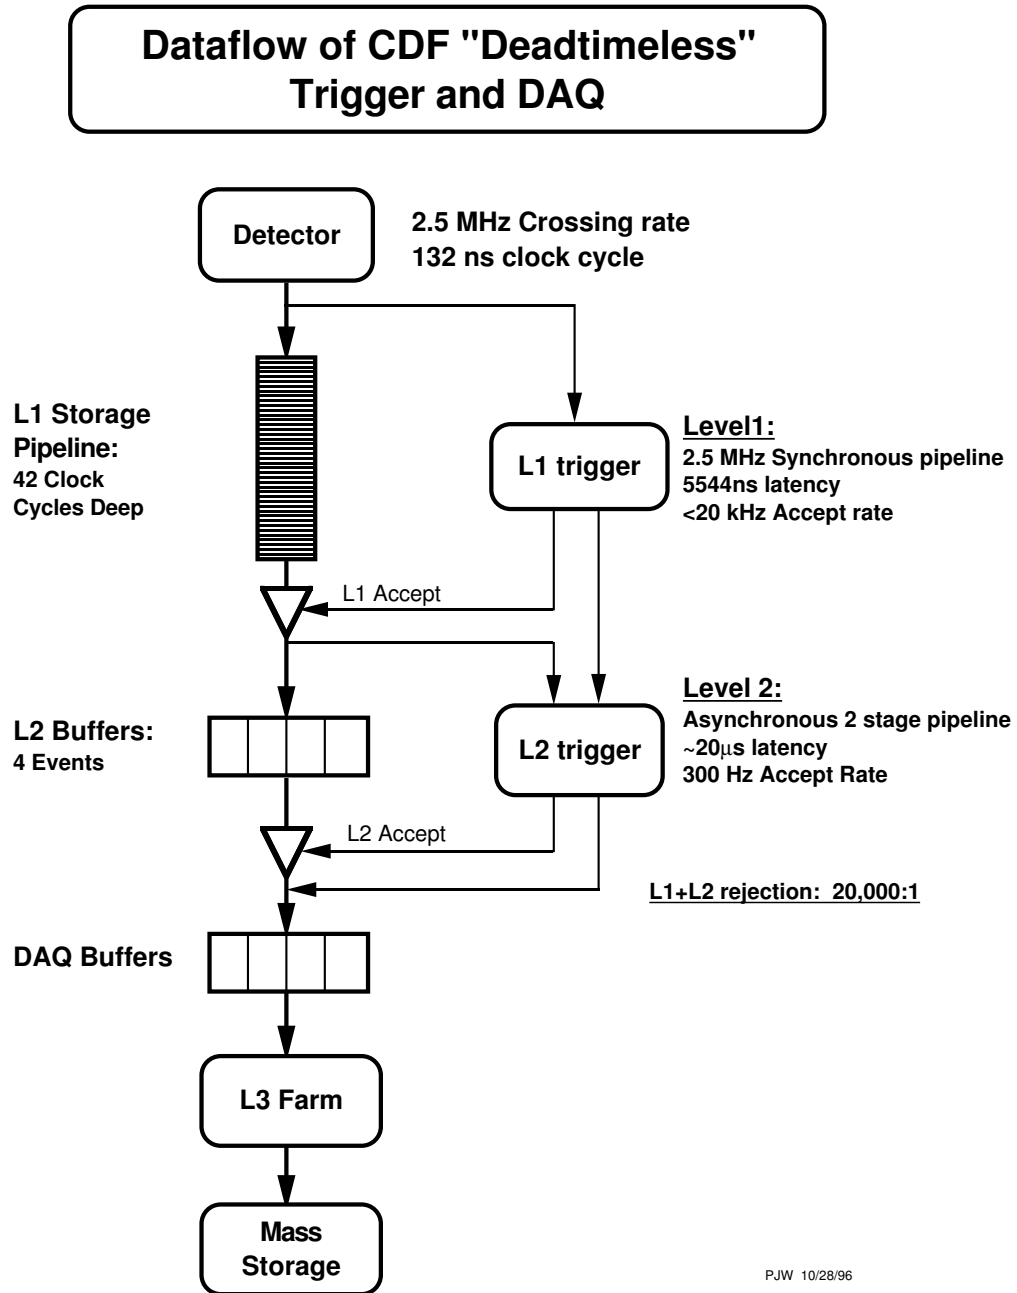 Dataflow of CDF "Deadtimeless"
Trigger and DAQ
Detector
2.5 MHz Crossing rate
132 ns clock cycle
L1 Storage
Pipeline:
42 Clock
Cycles Deep
L1 trigger
Level1:
2.5 MHz Synchronous pipeline
5544ns latency
<20 kHz Accept rate
L1 Accept
L2 Buffers:
4 Events
L2 trigger
Level 2:
Asynchronous 2 stage pipeline
~20μs latency
300 Hz Accept Rate
L2 Accept
L1+L2 rejection: 20,000:1
DAQ Buffers
L3 Farm
Mass
Storage
PJW 10/28/96